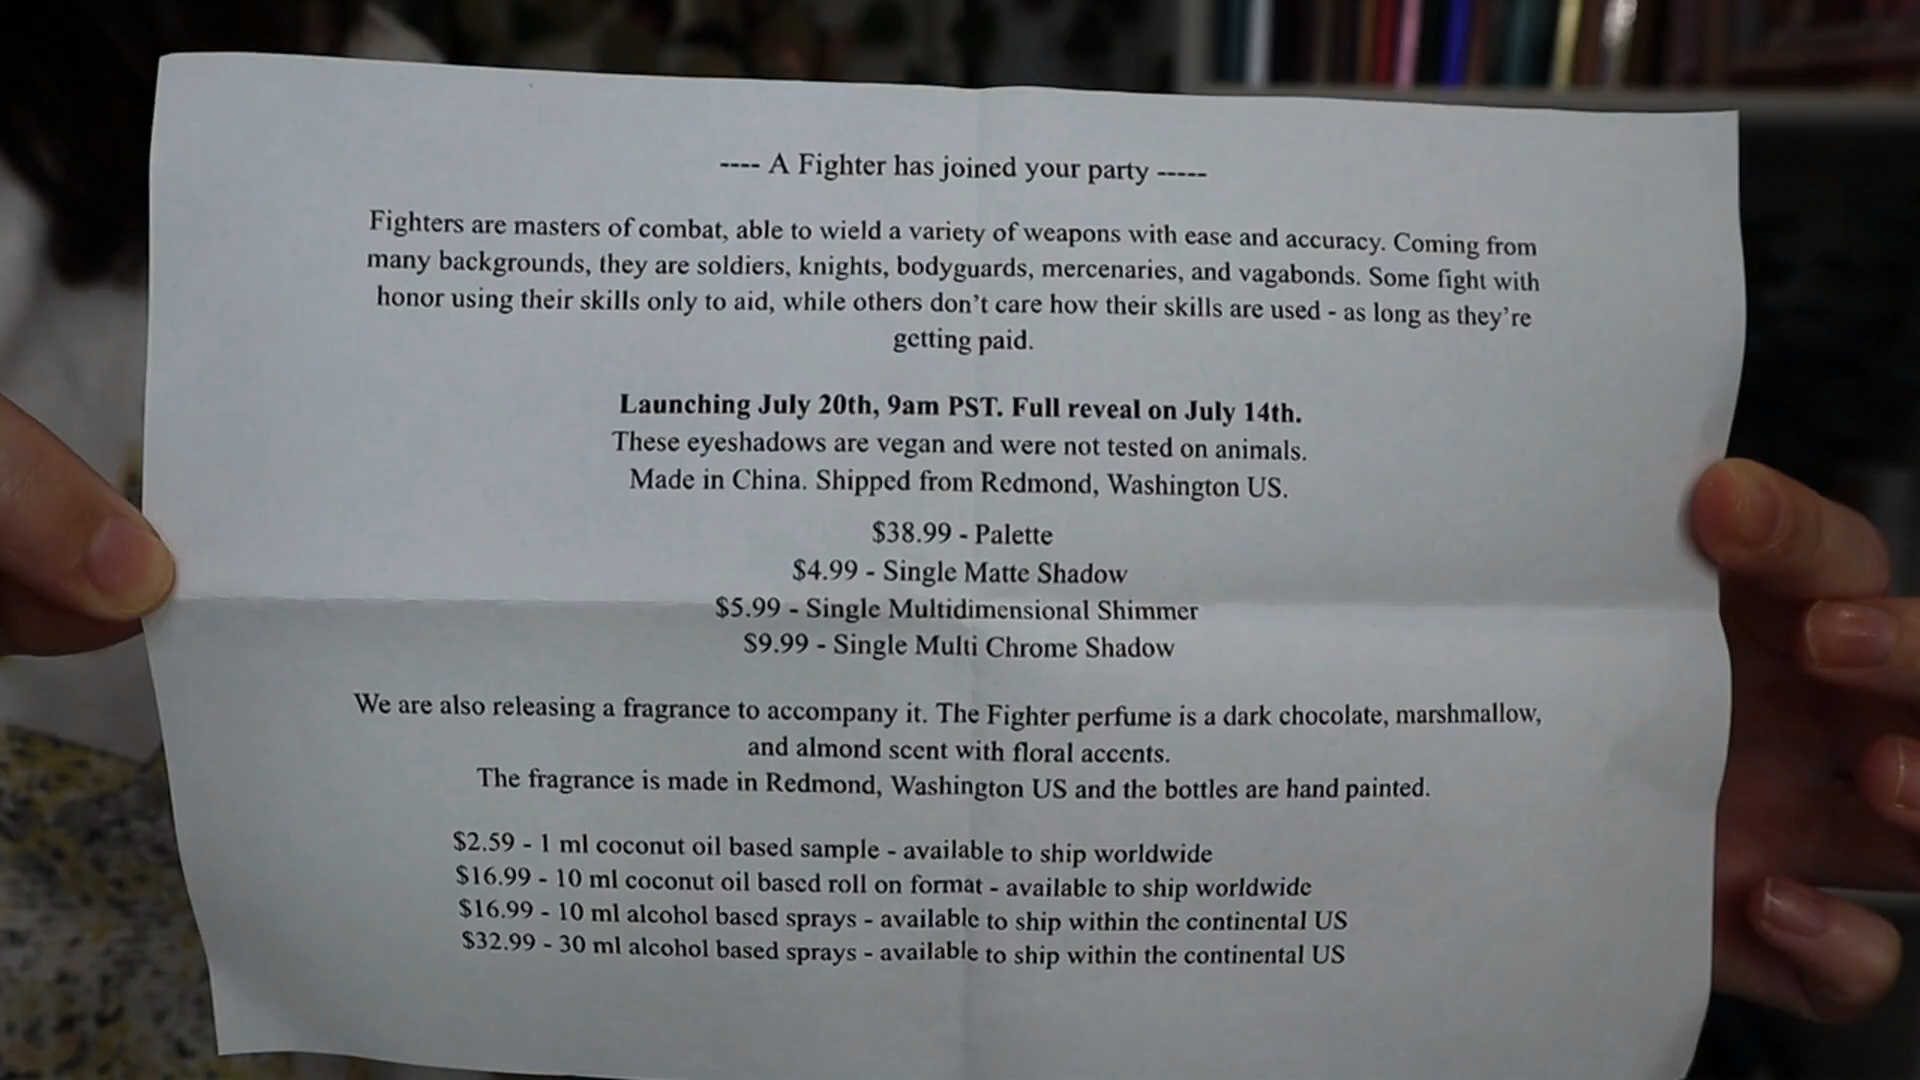 ---- A Fighter has joined your party -----
Fighters are masters of combat, able to wield a variety of weapons with ease and accuracy. Coming from
many backgrounds, they are soldiers, knights, bodyguards, mercenaries, and vagabonds. Some fight with
honor using their skills only to aid, while others don’t care how their skills are used - as long as they’re
getting paid.
Launching July 20th, 9am PST. Full reveal on July 14th.
These eyeshadows are vegan and were not tested on animals.
Made in China. Shipped from Redmond, Washington US.
$38.99 - Palette
$4.99 - Single Matte Shadow
$5.99 - Single Multidimensional Shimmer
$9.99 - Single Multi Chrome Shadow
We are also releasing a fragrance to accompany it. The Fighter perfume is a dark chocolate, marshmallow,
and almond scent with floral accents.
The fragrance is made in Redmond, Washington US and the bottles are hand painted.
$2.59 - 1 ml coconut oil based sample - available to ship worldwide
$16.99 - 10 ml coconut oil based roll on format - available to ship worldwide
$16.99 - 10 ml alcohol based sprays - available to ship within the continental US
$32.99 - 30 ml alcohol based sprays - available to ship within the continental US